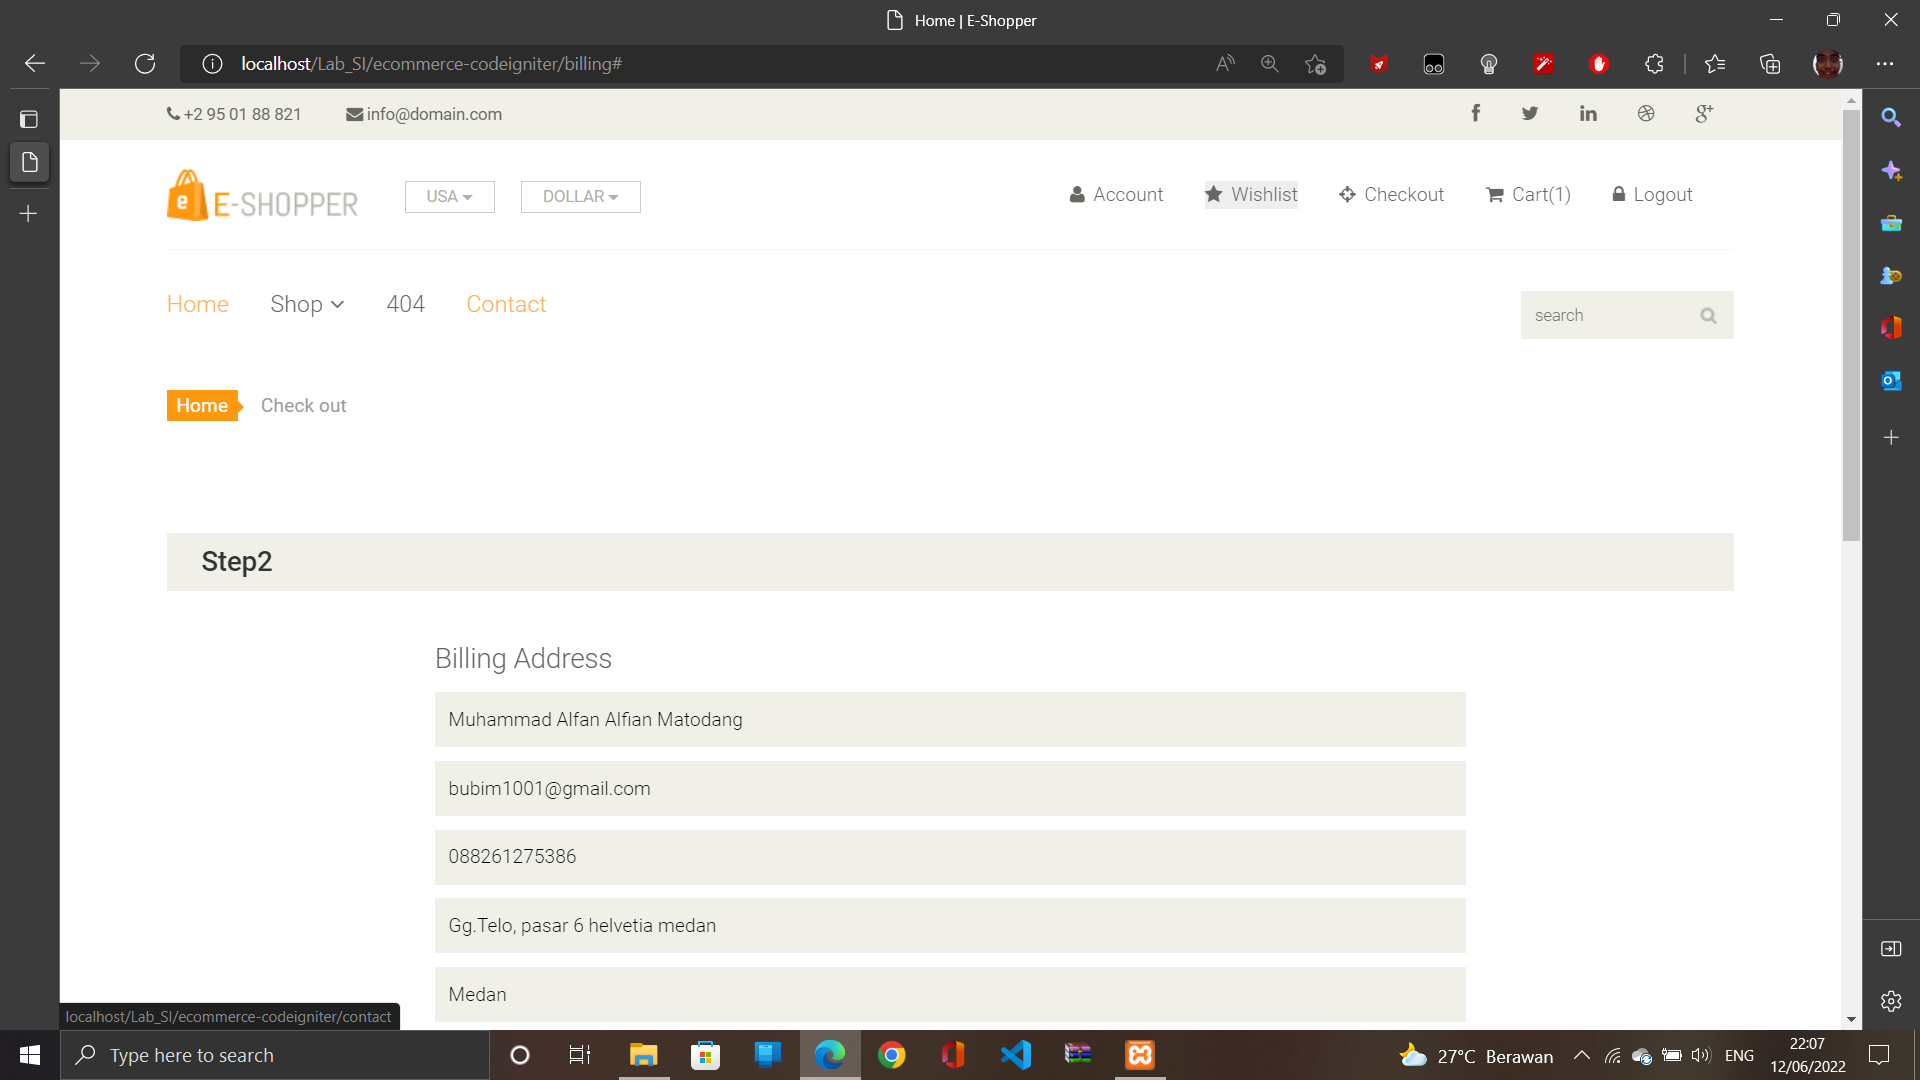 Home | E-Shopper
localhost/Lab_SI/ecommerce-codeigniter/billing#
+2 95 01 88 821
info@domain.com
E-SHOPPER
USA
DOLLAR
Account
Wishlist
Checkout
Cart(1)
Logout
Home
Shop
404
Contact
search
Home
Check out
Step2
Billing Address
Muhammad Alfan Alfian Matodang
bubim1001@gmail.com
088261275386
Gg.Telo, pasar 6 helvetia medan
Medan
localhost/Lab_SI/ecommerce-codeigniter/contact
Type here to search
27°C Berawan
ENG
22:07
12/06/2022